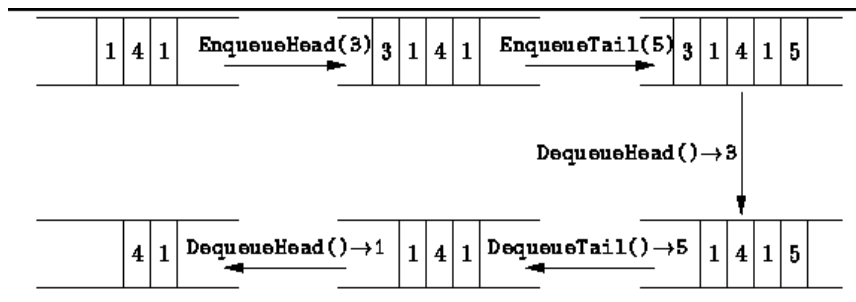 1 4 1 EnqueueHead(3) 3 1 4 1 EnqueueTail(5) 3 1 4 1 5
DequeueHead()→3
4 1 DequeueHead()→1 1 4 1 DequeueTail()→5 1 4 1 5